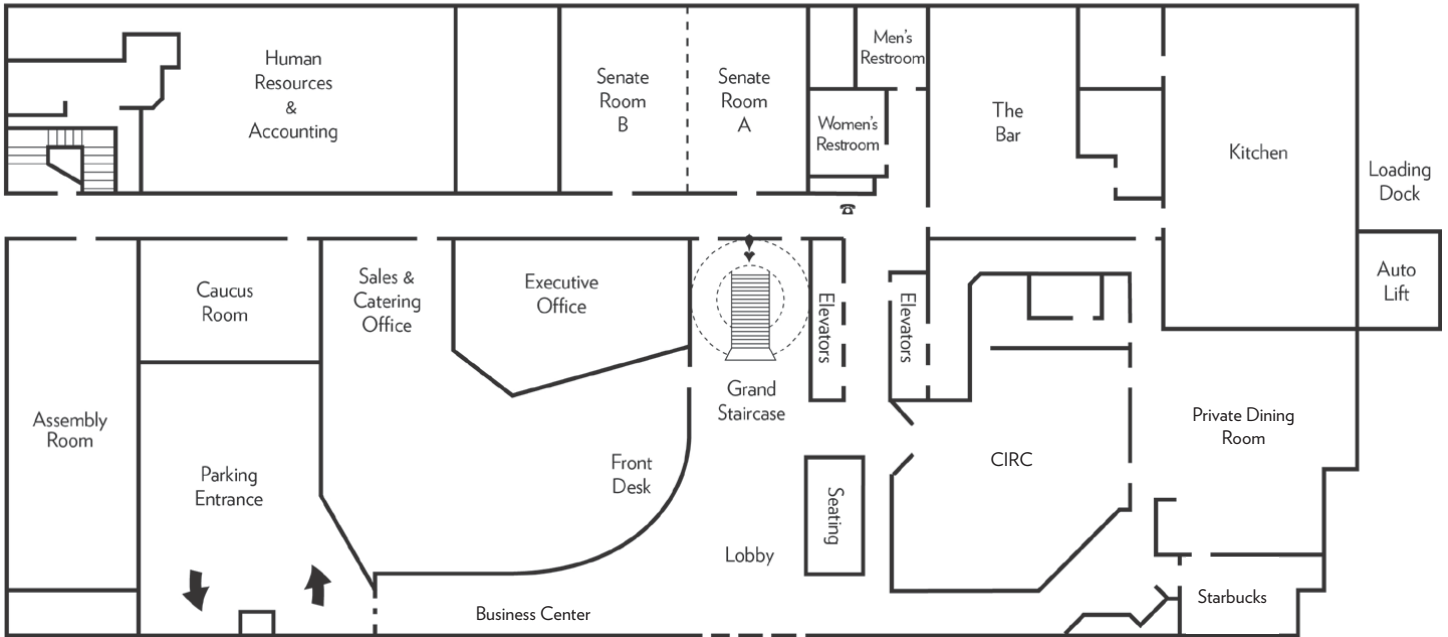 Human
Resources
&
Accounting
Senate
Room
B
Senate
Room
A
Men's
Restroom
Women's
Restroom
The
Bar
Kitchen
Loading
Dock
Auto
Lift
Assembly
Room
Caucus
Room
Sales &
Catering
Office
Executive
Office
Elevators
Elevators
Grand
Staircase
Parking
Entrance
Front
Desk
Seating
CIRC
Private Dining
Room
Lobby
Business Center
Starbucks